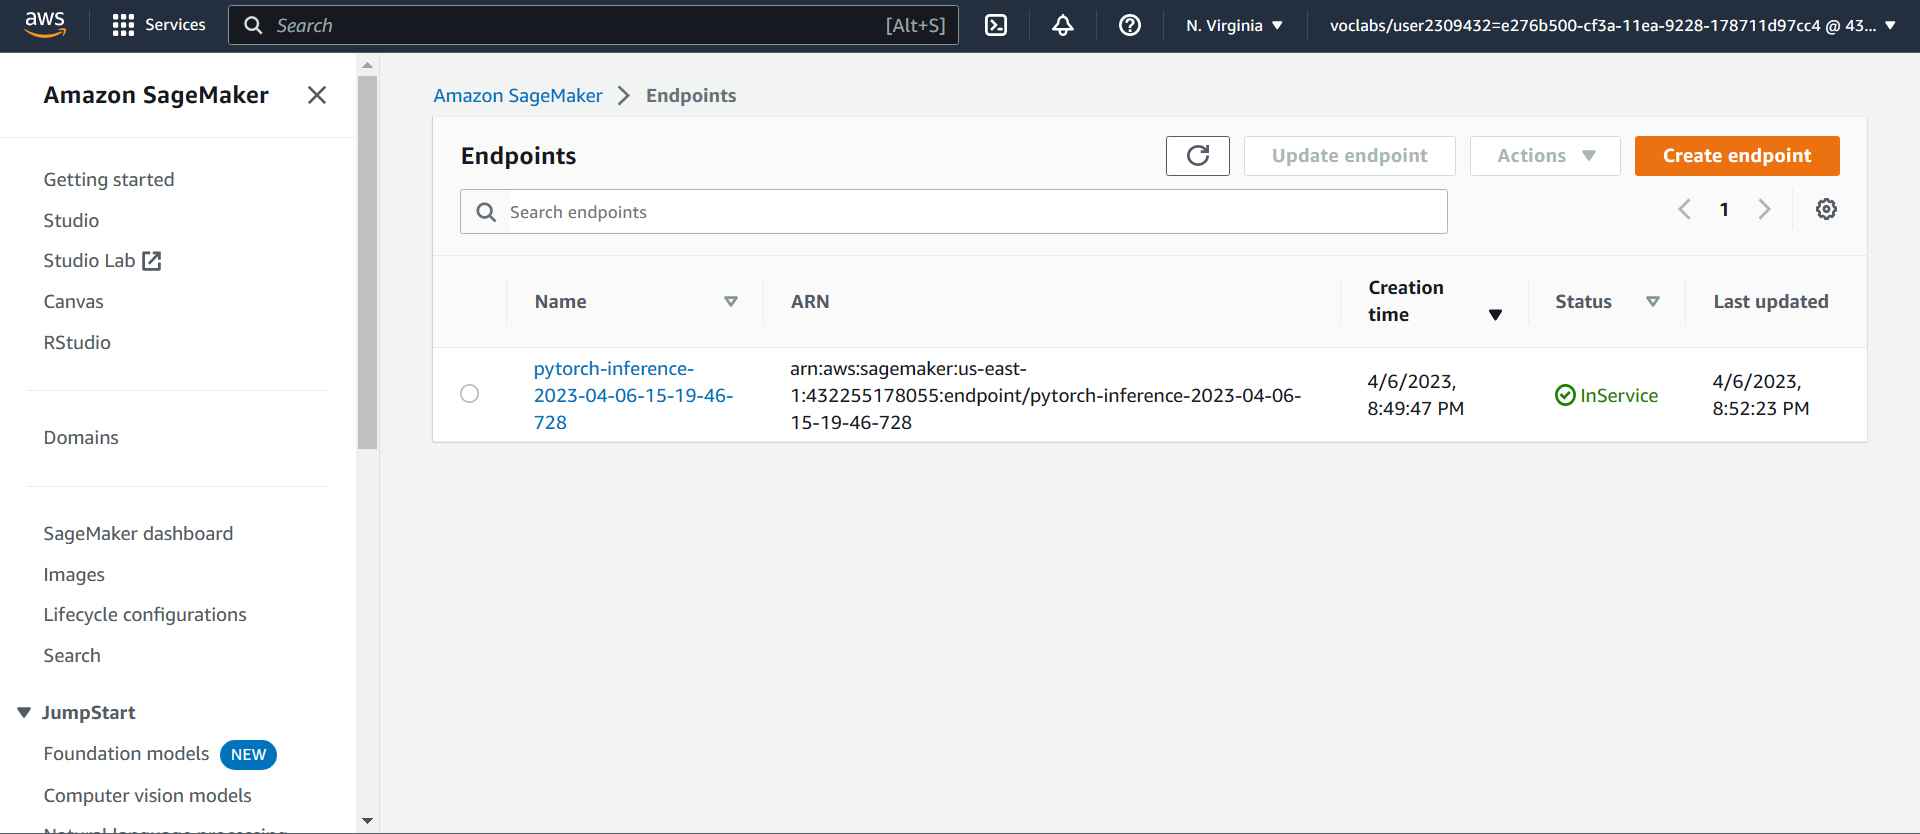 aws
Services
Search
[Alt+S]
N. Virginia
voclabs/user2309432=e276b500-cf3a-11ea-9228-178711d97cc4 @ 43...
Amazon SageMaker
Getting started
Studio
Studio Lab
Canvas
RStudio
Domains
SageMaker dashboard
Images
Lifecycle configurations
Search
JumpStart
Foundation models NEW
Computer vision models
Natural language processing
Amazon SageMaker > Endpoints
Endpoints
Update endpoint
Actions
Create endpoint
Search endpoints
1
Name
ARN
Creation
time
Status
Last updated
pytorch-inference-
2023-04-06-15-19-46-
728
arn:aws:sagemaker:us-east-
1:432255178055:endpoint/pytorch-inference-2023-04-06-
15-19-46-728
4/6/2023,
8:49:47 PM
InService
4/6/2023,
8:52:23 PM